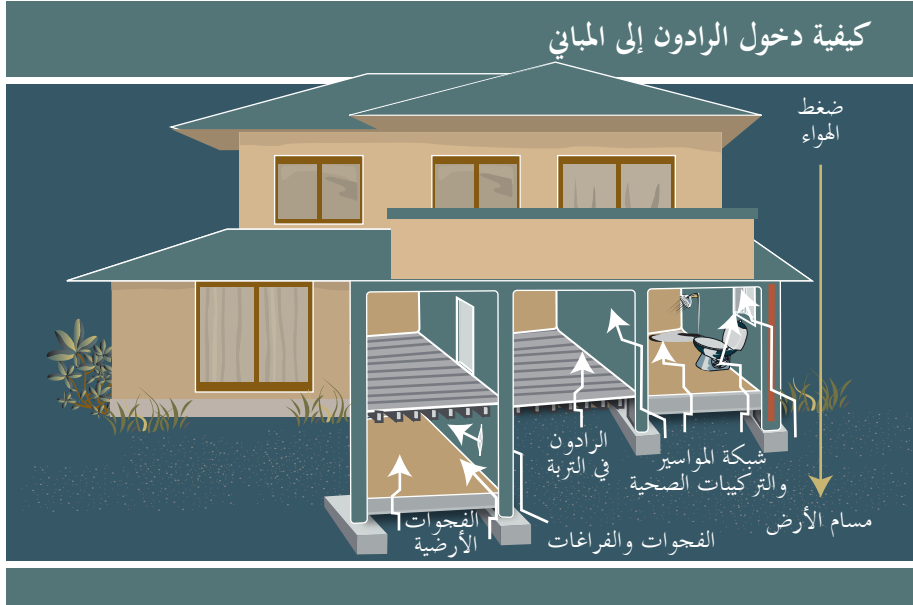 كيفية دخول الرادون إلى المباني
ضغط
الهواء
الرادون
في التربة
شبكة المواسير
والتركيبات الصحية
مسام الأرض
الفجوات
الأرضية
الفجوات والفراغات